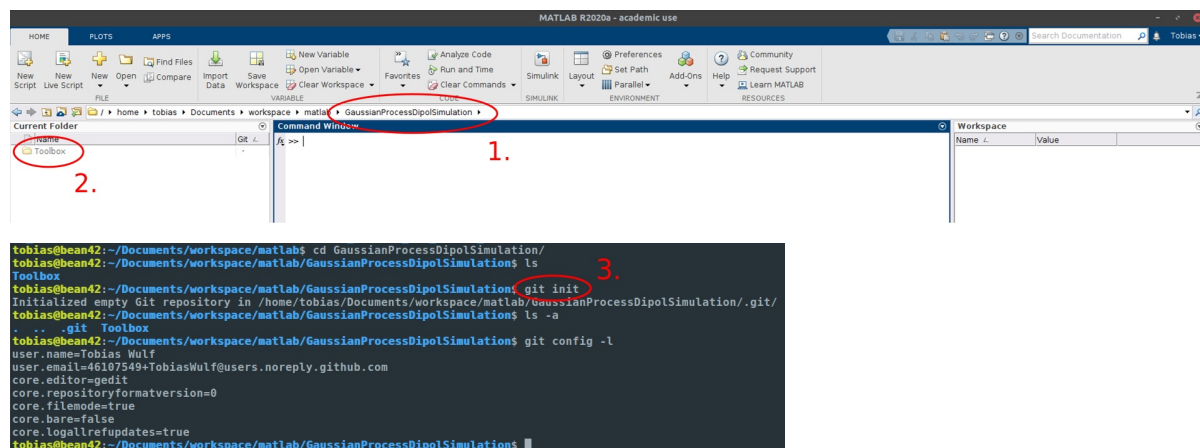 MATLAB R2020a - academic use
HOME PLOTS APPS
Search Documentation Tobias
New Script
New Live Script
New
Open
Find Files
Compare
Import Data
Save Workspace
New Variable
Open Variable
Clear Workspace
Favorites
Analyze Code
Run and Time
Clear Commands
Simulink
Layout
Preferences
Set Path
Parallel
Add-Ons
Help
Community
Request Support
Learn MATLAB
FILE VARIABLE CODE SIMULINK ENVIRONMENT RESOURCES
/ home tobias Documents workspace matlab GaussianProcessDipolSimulation
Current Folder Command Window Workspace
Name Git Name Value
Toolbox
fx >>
1.
2.
tobias@bean42:~/Documents/workspace/matlab$ cd GaussianProcessDipolSimulation/
tobias@bean42:~/Documents/workspace/matlab/GaussianProcessDipolSimulation$ ls
Toolbox
3.
tobias@bean42:~/Documents/workspace/matlab/GaussianProcessDipolSimulation$ git init
Initialized empty Git repository in /home/tobias/Documents/workspace/matlab/GaussianProcessDipolSimulation/.git/
tobias@bean42:~/Documents/workspace/matlab/GaussianProcessDipolSimulation$ ls -a
. .. .git Toolbox
tobias@bean42:~/Documents/workspace/matlab/GaussianProcessDipolSimulation$ git config -l
user.name=Tobias Wulf
user.email=46107549+TobiasWulf@users.noreply.github.com
core.editor=gedit
core.repositoryformatversion=0
core.filemode=true
core.bare=false
core.logallrefupdates=true
tobias@bean42:~/Documents/workspace/matlab/GaussianProcessDipolSimulation$